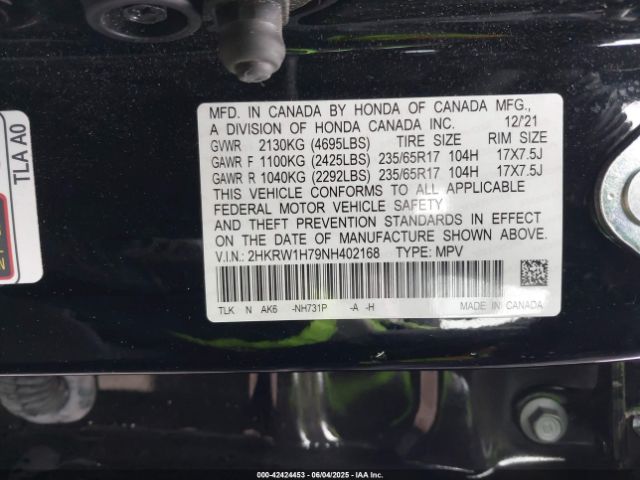 TLA A0
MFD. IN CANADA BY HONDA OF CANADA MFG.,
A DIVISION OF HONDA CANADA INC. 12/'21
GVWR 2130KG (4695LBS) TIRE SIZE RIM SIZE
GAWR F 1100KG (2425LBS) 235/65R17 104H 17X7.5J
GAWR R 1040KG (2292LBS) 235/65R17 104H 17X7.5J
THIS VEHICLE CONFORMS TO ALL APPLICABLE
FEDERAL MOTOR VEHICLE SAFETY
AND THEFT PREVENTION STANDARDS IN EFFECT
ON THE DATE OF MANUFACTURE SHOWN ABOVE.
V.I.N.: 2HKRW1H79NH402168 TYPE: MPV
TLK N AK6 -NH731P -A -H MADE IN CANADA
000-42424453 - 06/04/2025 - IAA Inc.